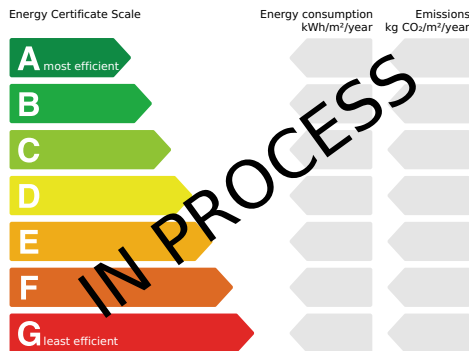 Energy Certificate Scale
Energy consumption
kWh/m²/year
Emissions
kg CO₂/m²/year
A most efficient
B
C
D
E
F
G least efficient
IN PROCESS